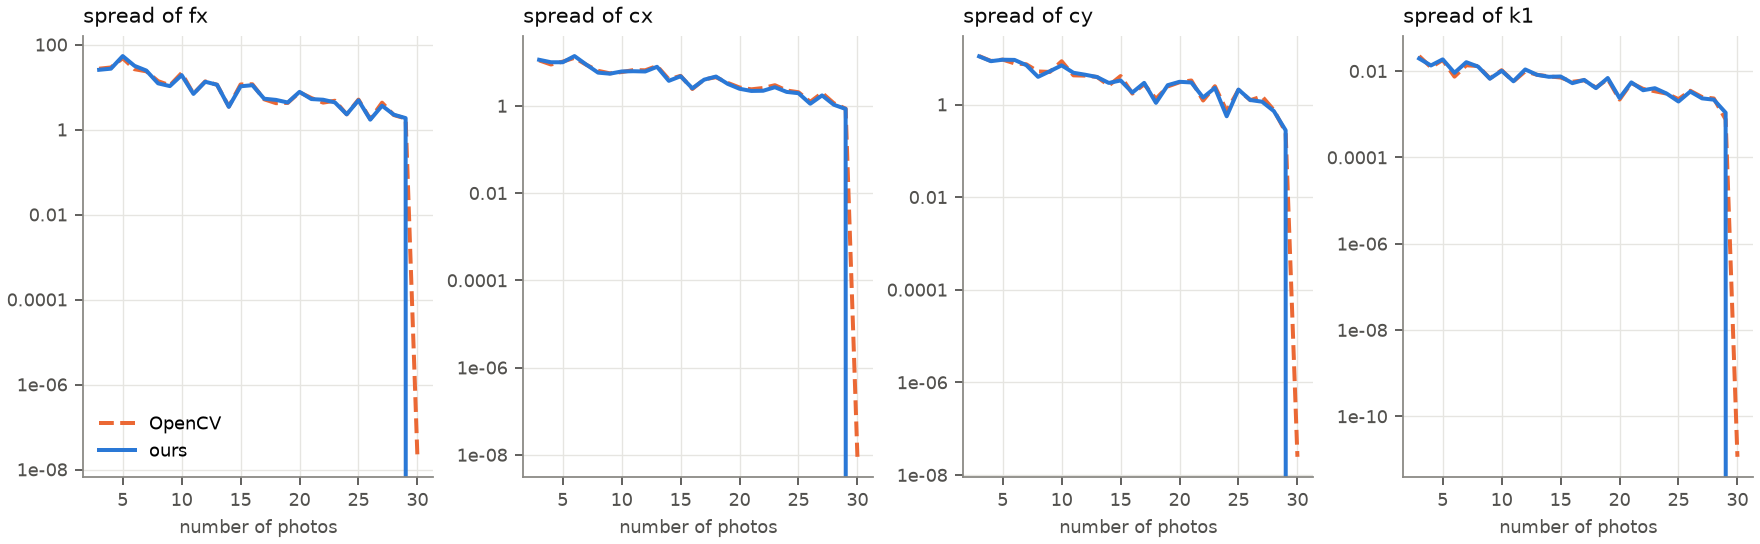 spread of fx
100
1
0.01
0.0001
1e-06
1e-08
OpenCV
ours
5 10 15 20 25 30
number of photos
spread of cx
1
0.01
0.0001
1e-06
1e-08
5 10 15 20 25 30
number of photos
spread of cy
1
0.01
0.0001
1e-06
1e-08
5 10 15 20 25 30
number of photos
spread of k1
0.01
0.0001
1e-06
1e-08
1e-10
5 10 15 20 25 30
number of photos